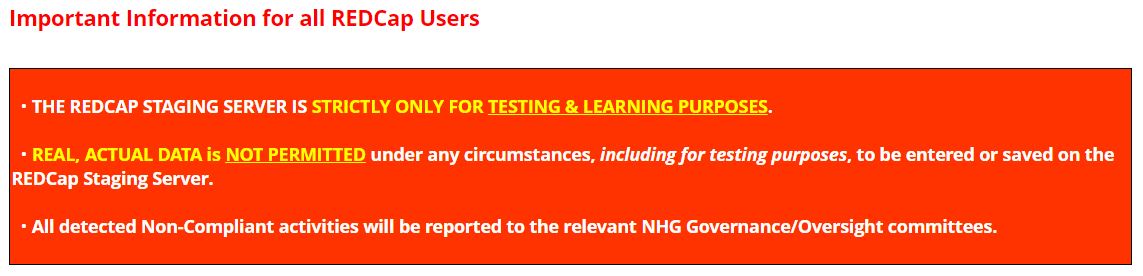 Important Information for all REDCap Users
• THE REDCAP STAGING SERVER IS STRICTLY ONLY FOR TESTING & LEARNING PURPOSES.
• REAL, ACTUAL DATA is NOT PERMITTED under any circumstances, including for testing purposes, to be entered or saved on the
REDCap Staging Server.
• All detected Non-Compliant activities will be reported to the relevant NHG Governance/Oversight committees.